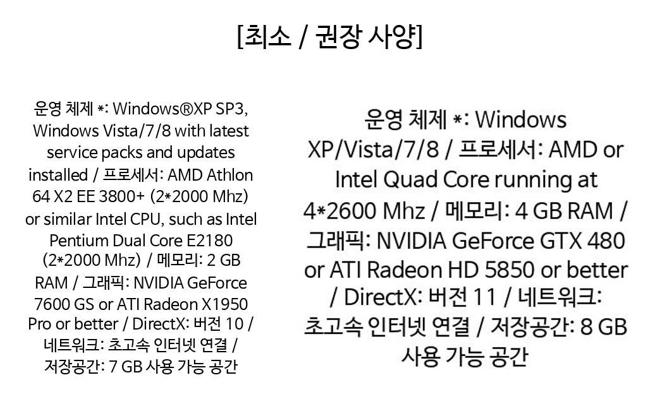 [최소 / 권장 사양]
운영 체제 *: Windows®XP SP3,
Windows Vista/7/8 with latest
service packs and updates
installed / 프로세서: AMD Athlon
64 X2 EE 3800+ (2*2000 Mhz)
or similar Intel CPU, such as Intel
Pentium Dual Core E2180
(2*2000 Mhz) / 메모리: 2 GB
RAM / 그래픽: NVIDIA GeForce
7600 GS or ATI Radeon X1950
Pro or better / DirectX: 버전 10 /
네트워크: 초고속 인터넷 연결 /
저장공간: 7 GB 사용 가능 공간
운영 체제 *: Windows
XP/Vista/7/8 / 프로세서: AMD or
Intel Quad Core running at
4*2600 Mhz / 메모리: 4 GB RAM /
그래픽: NVIDIA GeForce GTX 480
or ATI Radeon HD 5850 or better
/ DirectX: 버전 11 / 네트워크:
초고속 인터넷 연결 / 저장공간: 8 GB
사용 가능 공간